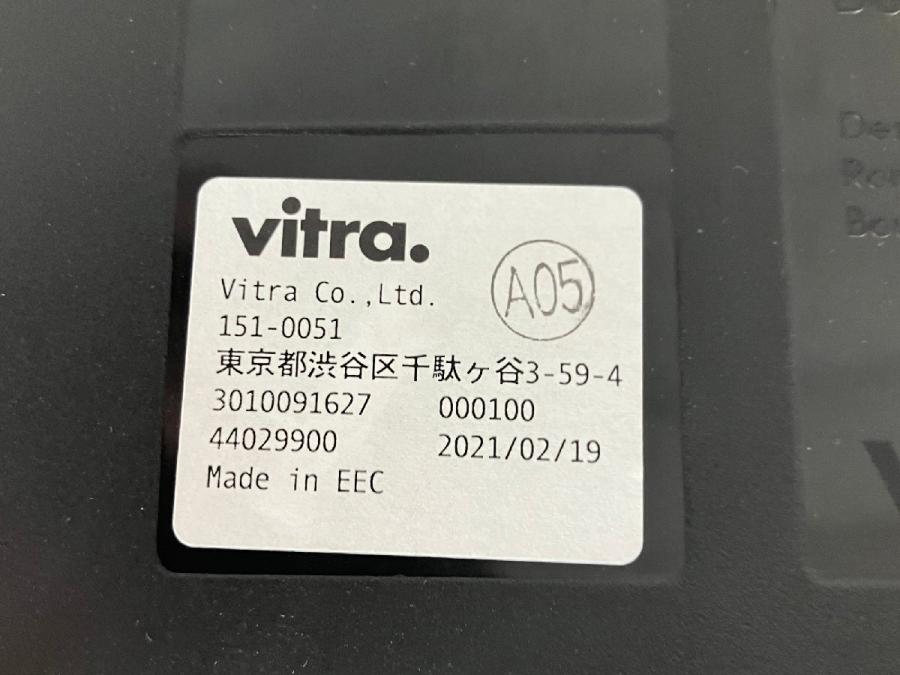 vitra.
Vitra Co.,Ltd.
A05
151-0051
東京都渋谷区千駄ヶ谷3-59-4
3010091627 000100
44029900 2021/02/19
Made in EEC